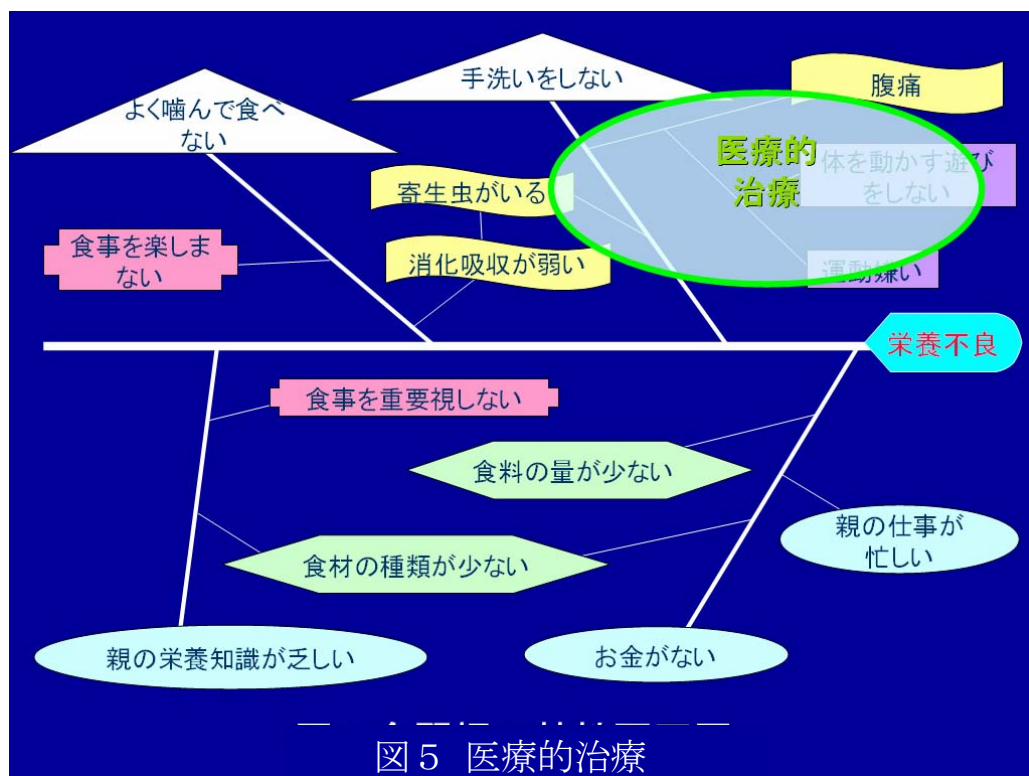 よく噛んで食べ
ない
手洗いをしない
腹痛
医療的
治療
体を動かす遊び
をしない
寄生虫がいる
食事を楽しま
ない
消化吸収が弱い
運動嫌い
栄養不良
食事を重要視しない
食料の量が少ない
親の仕事が
忙しい
食材の種類が少ない
親の栄養知識が乏しい
お金がない
図5 医療的治療